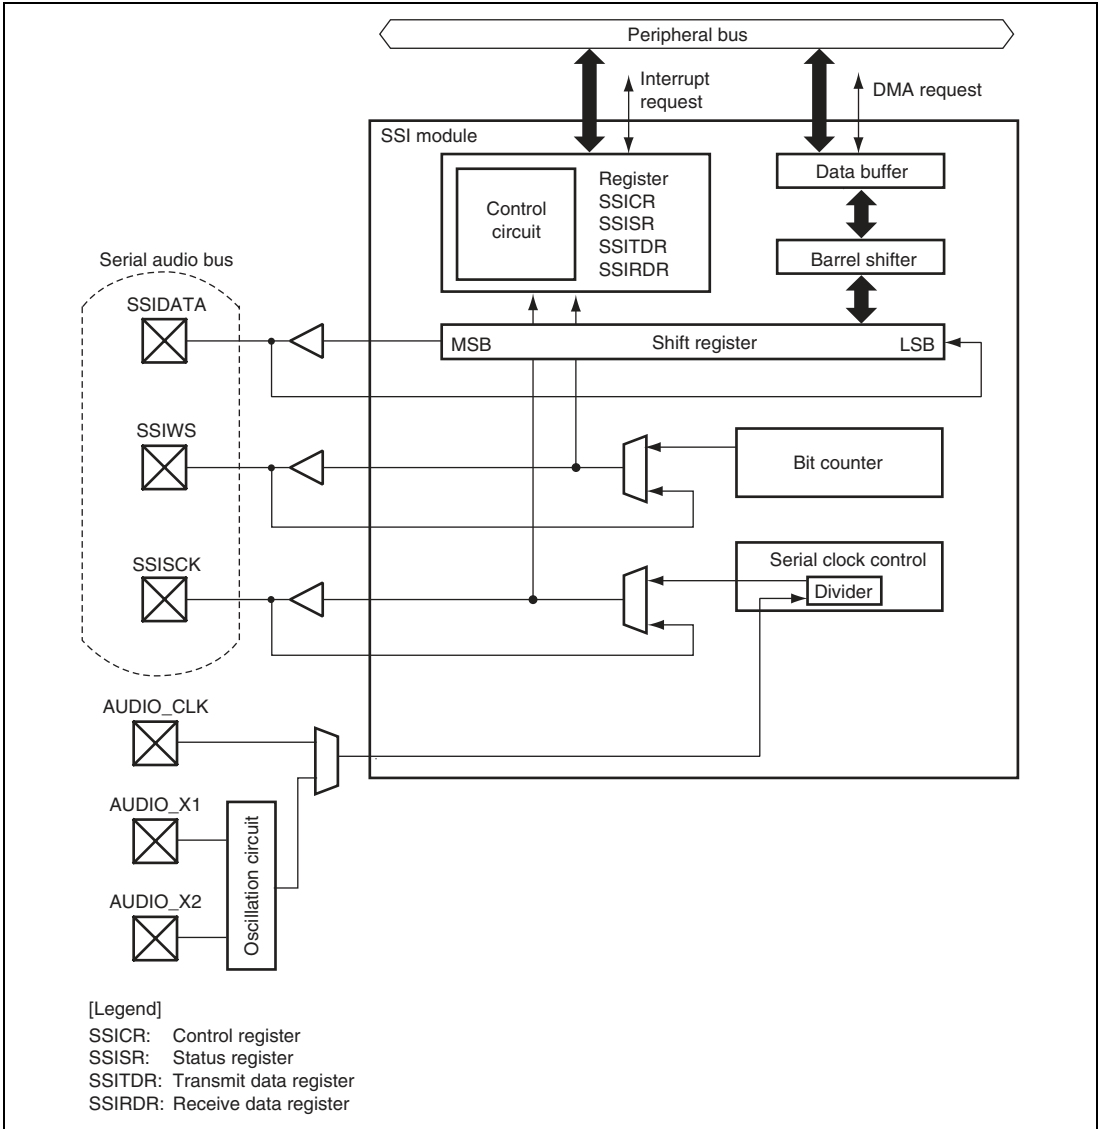 Peripheral bus
Interrupt
request
DMA request
SSI module
Control
circuit
Register
SSICR
SSISR
SSITDR
SSIRDR
Data buffer
Barrel shifter
Serial audio bus
SSIDATA
MSB
Shift register
LSB
SSIWS
Bit counter
SSISCK
Serial clock control
Divider
AUDIO_CLK
AUDIO_X1
AUDIO_X2
Oscillation circuit
[Legend]
SSICR: Control register
SSISR: Status register
SSITDR: Transmit data register
SSIRDR: Receive data register